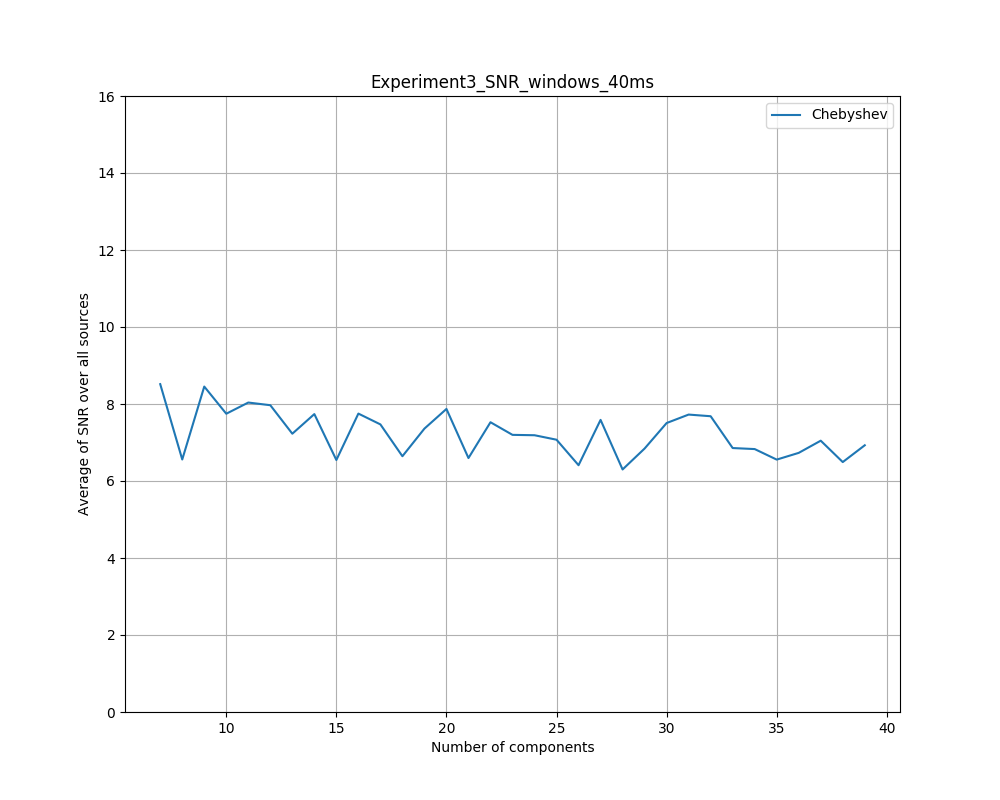 Experiment3_SNR_windows_40ms
Chebyshev
Average of SNR over all sources
16
14
12
10
8
6
4
2
0
10 15 20 25 30 35 40
Number of components